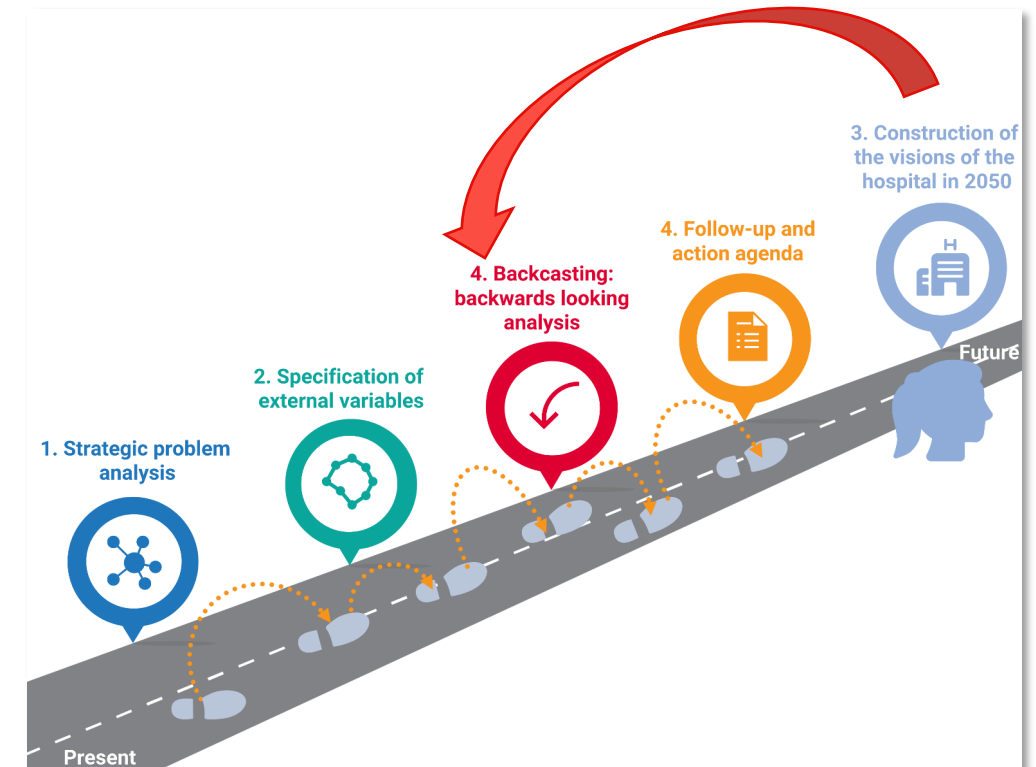 3. Construction of
the visions of the
hospital in 2050
H
4. Follow-up and
action agenda
4. Backcasting:
backwards looking
analysis
2. Specification of
external variables
1. Strategic problem
analysis
Future
Present